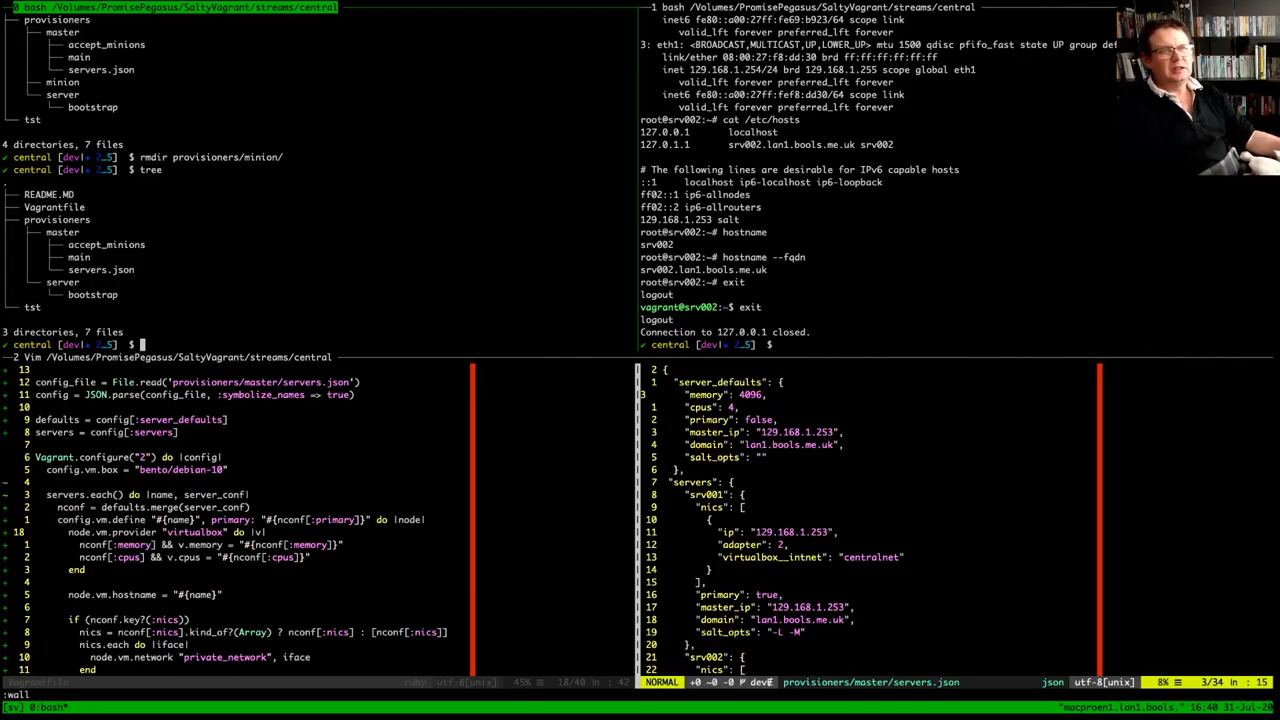 0 bash /Volumes/PromisePegasus/SaltyVagrant/streams/central
provisioners
master
accept_minions
main
servers.json
minion
server
bootstrap
tst
4 directories, 7 files
✔ central [dev|+ 2…5] $ rmdir provisioners/minion/
✔ central [dev|+ 2…5] $ tree
.
README.MD
Vagrantfile
provisioners
master
accept_minions
main
servers.json
server
bootstrap
tst
3 directories, 7 files
✔ central [dev|+ 2…5] $
1 bash /Volumes/PromisePegasus/SaltyVagrant/streams/central
inet6 fe80::a00:27ff:fe69:b923/64 scope link
valid_lft forever preferred_lft forever
3: eth1: <BROADCAST,MULTICAST,UP,LOWER_UP> mtu 1500 qdisc pfifo_fast state UP group def
link/ether 08:00:27:f8:dd:30 brd ff:ff:ff:ff:ff:ff
inet 129.168.1.254/24 brd 129.168.1.255 scope global eth1
valid_lft forever preferred_lft forever
inet6 fe80::a00:27ff:fef8:dd30/64 scope link
valid_lft forever preferred_lft forever
root@srv002:~# cat /etc/hosts
127.0.0.1 localhost
127.0.1.1 srv002.lan1.bools.me.uk srv002
# The following lines are desirable for IPv6 capable hosts
::1 localhost ip6-localhost ip6-loopback
ff02::1 ip6-allnodes
ff02::2 ip6-allrouters
129.168.1.253 salt
root@srv002:~# hostname
srv002
root@srv002:~# hostname --fqdn
srv002.lan1.bools.me.uk
root@srv002:~# exit
logout
vagrant@srv002:~$ exit
logout
Connection to 127.0.0.1 closed.
✔ central [dev|+ 2…5] $
2 Vim /Volumes/PromisePegasus/SaltyVagrant/streams/central
+ 13
+ 12 config_file = File.read('provisioners/master/servers.json')
+ 11 config = JSON.parse(config_file, :symbolize_names => true)
+ 10
+ 9 defaults = config[:server_defaults]
+ 8 servers = config[:servers]
7
6 Vagrant.configure("2") do |config|
5 config.vm.box = "bento/debian-10"
~ 4
~ 3 servers.each() do |name, server_conf|
+ 2 nconf = defaults.merge(server_conf)
+ 1 config.vm.define "#{name}", primary: "#{nconf[:primary]}" do |node|
+ 18 node.vm.provider "virtualbox" do |v|
+ 1 nconf[:memory] && v.memory = "#{nconf[:memory]}"
+ 2 nconf[:cpus] && v.cpus = "#{nconf[:cpus]}"
+ 3 end
+ 4
+ 5 node.vm.hostname = "#{name}"
+ 6
+ 7 if (nconf.key?(:nics))
+ 8 nics = nconf[:nics].kind_of?(Array) ? nconf[:nics] : [nconf[:nics]]
+ 9 nics.each do |iface|
+ 10 node.vm.network "private_network", iface
+ 11 end
Vagrantfile ruby utf-8[unix] 45% ☰ 18/40 ㏑ : 42
2 {
1 "server_defaults": {
3 "memory": 4096,
1 "cpus": 4,
2 "primary": false,
3 "master_ip": "129.168.1.253",
4 "domain": "lan1.bools.me.uk",
5 "salt_opts": ""
6 },
7 "servers": {
8 "srv001": {
9 "nics": [
10 {
11 "ip": "129.168.1.253",
12 "adapter": 2,
13 "virtualbox__intnet": "centralnet"
14 }
15 ],
16 "primary": true,
17 "master_ip": "129.168.1.253",
18 "domain": "lan1.bools.me.uk",
19 "salt_opts": "-L -M"
20 },
21 "srv002": {
22 "nics": [
NORMAL +0 ~0 -0 dev provisioners/master/servers.json json utf-8[unix] 8% ☰ 3/34 ㏑ : 15
:wall
[sv] 0:bash* "macproen1.lan1.bools." 16:40 31-Jul-20